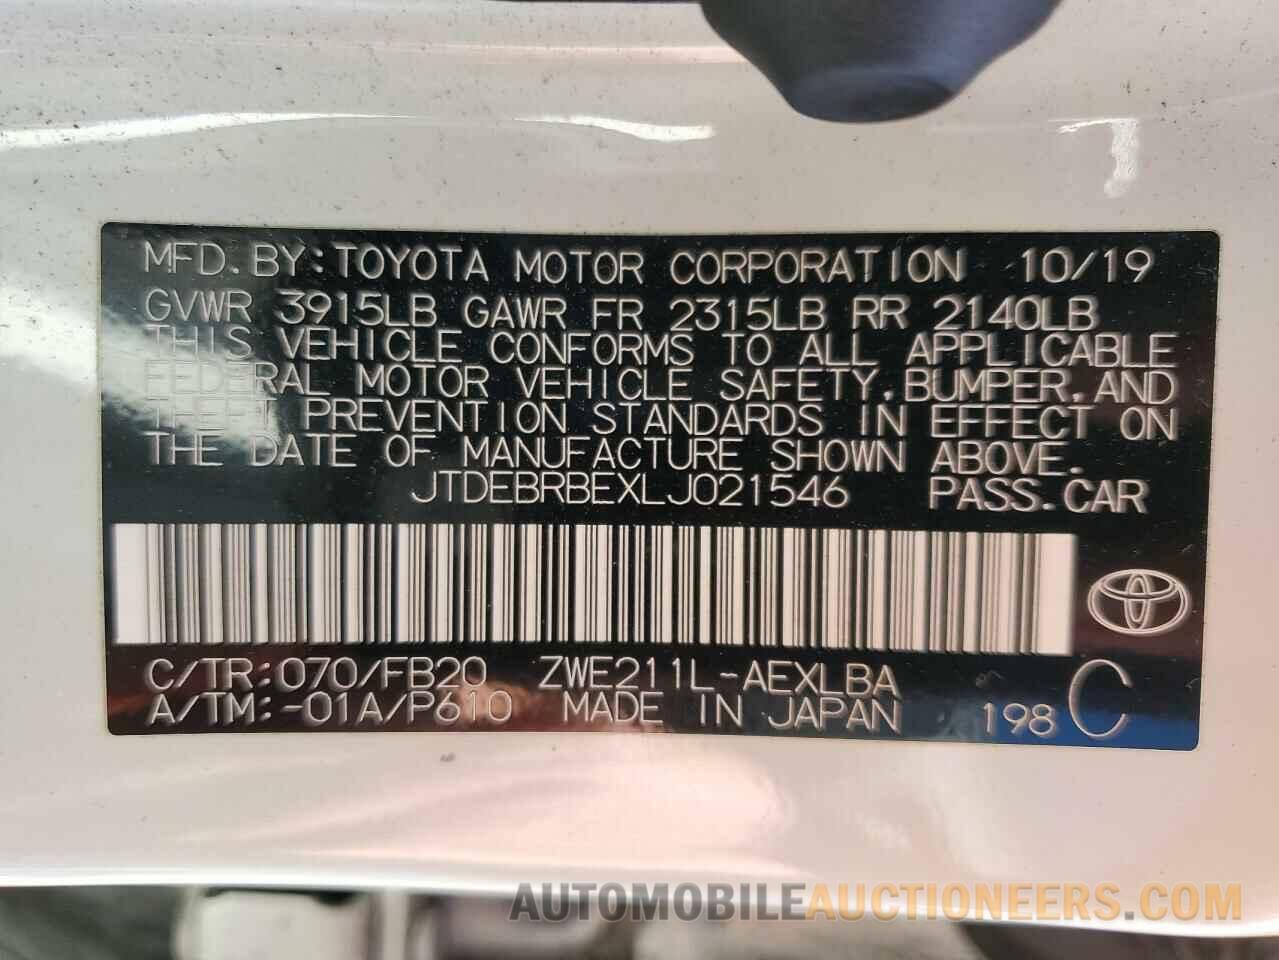 MFD. BY: TOYOTA MOTOR CORPORATION 10/19
GVWR 3915LB GAWR FR 2315LB RR 2140LB
THIS VEHICLE CONFORMS TO ALL APPLICABLE
FEDERAL MOTOR VEHICLE SAFETY, BUMPER, AND
THEFT PREVENTION STANDARDS IN EFFECT ON
THE DATE OF MANUFACTURE SHOWN ABOVE.
JTDEBRBEXLJ021546 PASS. CAR
C/TR: 070/FB20 ZWE211L-AEXLBA
A/TM: -01A/P610 MADE IN JAPAN 198 C
AUTOMOBILEAUCTIONEERS.COM